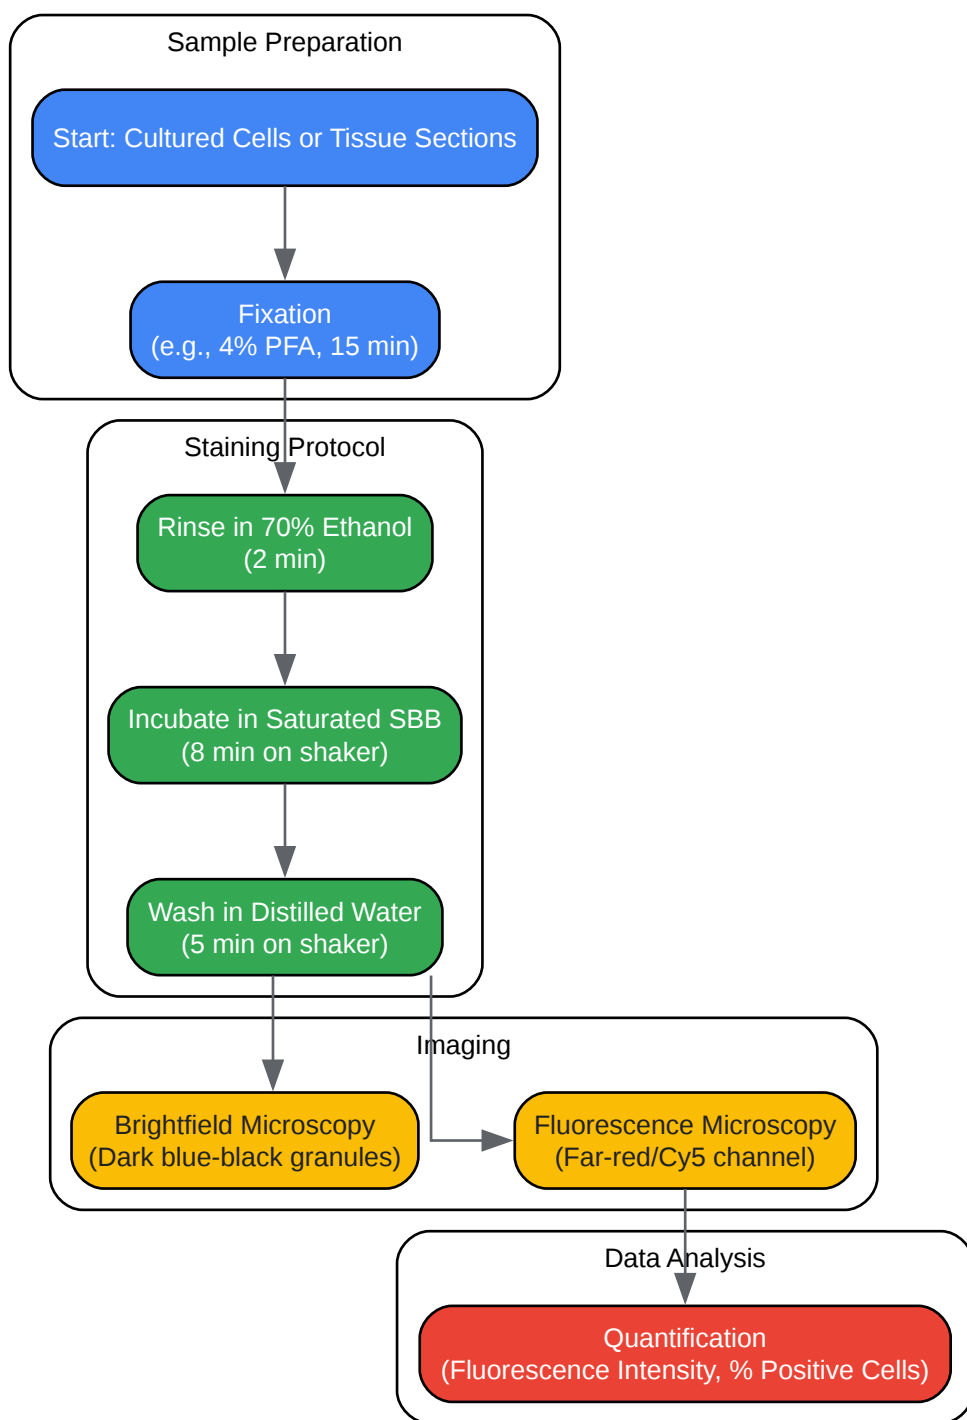 Sample Preparation
Start: Cultured Cells or Tissue Sections
Fixation
(e.g., 4% PFA, 15 min)
Staining Protocol
Rinse in 70% Ethanol
(2 min)
Incubate in Saturated SBB
(8 min on shaker)
Wash in Distilled Water
(5 min on shaker)
Imaging
Brightfield Microscopy
(Dark blue-black granules)
Fluorescence Microscopy
(Far-red/Cy5 channel)
Data Analysis
Quantification
(Fluorescence Intensity, % Positive Cells)